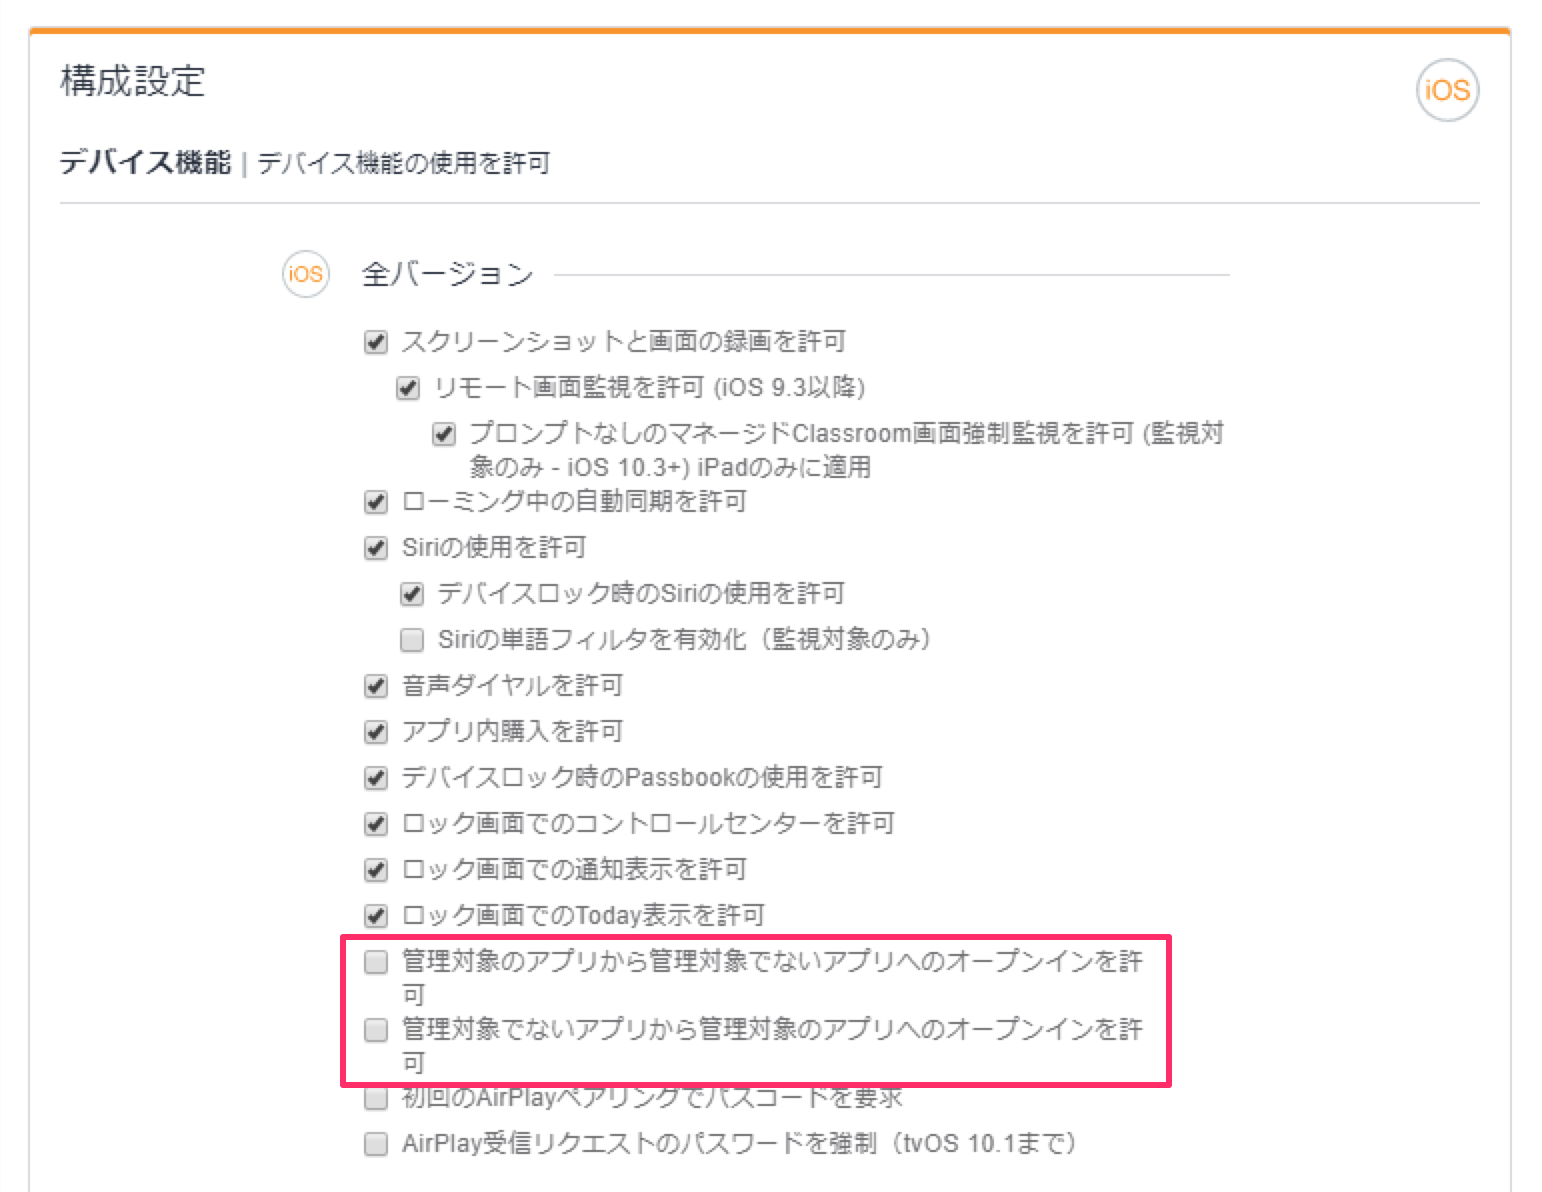 構成設定
iOS
デバイス機能 | デバイス機能の使用を許可
iOS
全バージョン
スクリーンショットと画面の録画を許可
リモート画面監視を許可 (iOS 9.3以降)
プロンプトなしのマネージドClassroom画面強制監視を許可 (監視対
象のみ - iOS 10.3+) iPadのみに適用
ローミング中の自動同期を許可
Siriの使用を許可
デバイスロック時のSiriの使用を許可
Siriの単語フィルタを有効化（監視対象のみ）
音声ダイヤルを許可
アプリ内購入を許可
デバイスロック時のPassbookの使用を許可
ロック画面でのコントロールセンターを許可
ロック画面での通知表示を許可
ロック画面でのToday表示を許可
管理対象のアプリから管理対象でないアプリへのオープンインを許
可
管理対象でないアプリから管理対象のアプリへのオープンインを許
可
初回のAirPlayペアリングでパスコードを要求
AirPlay受信リクエストのパスワードを強制（tvOS 10.1まで）